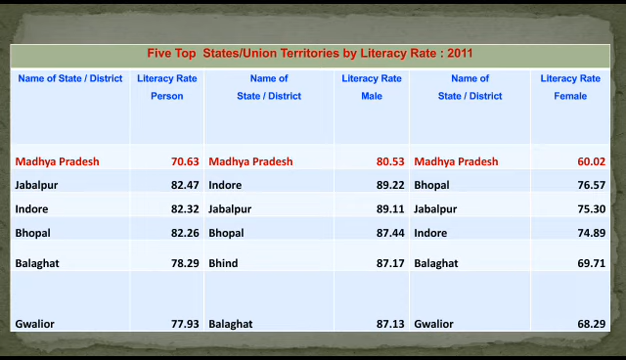 Five Top States/Union Territories by Literacy Rate : 2011
Name of State / District Literacy Rate Name of Literacy Rate Name of Literacy Rate
Person State / District Male State / District Female
Madhya Pradesh 70.63 Madhya Pradesh 80.53 Madhya Pradesh 60.02
Jabalpur 82.47 Indore 89.22 Bhopal 76.57
Indore 82.32 Jabalpur 89.11 Jabalpur 75.30
Bhopal 82.26 Bhopal 87.44 Indore 74.89
Balaghat 78.29 Bhind 87.17 Balaghat 69.71
Gwalior 77.93 Balaghat 87.13 Gwalior 68.29